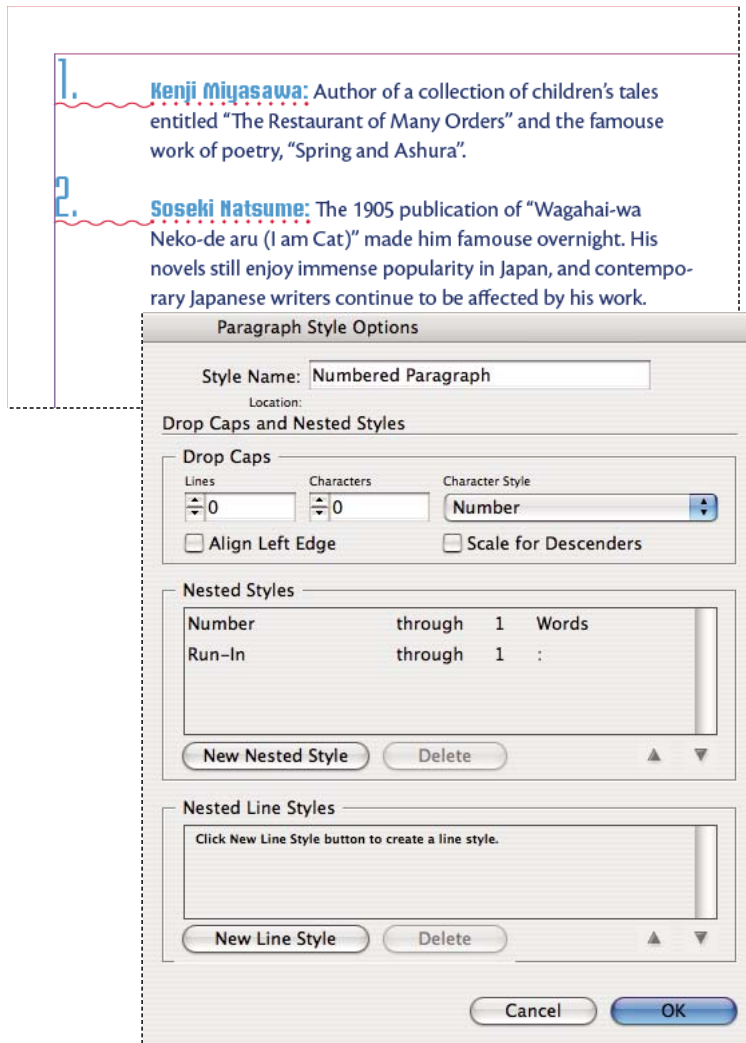 1.
Kenji Miyasawa: Author of a collection of children’s tales
entitled “The Restaurant of Many Orders” and the famouse
work of poetry, “Spring and Ashura”.
2.
Soseki Natsume: The 1905 publication of “Wagahai-wa
Neko-de aru (I am Cat)” made him famouse overnight. His
novels still enjoy immense popularity in Japan, and contempo-
rary Japanese writers continue to be affected by his work.
Paragraph Style Options
Style Name: Numbered Paragraph
Location:
Drop Caps and Nested Styles
Drop Caps
Lines Characters Character Style
0 0 Number
Align Left Edge Scale for Descenders
Nested Styles
Number through 1 Words
Run-In through 1 :
New Nested Style Delete
Nested Line Styles
Click New Line Style button to create a line style.
New Line Style Delete
Cancel OK